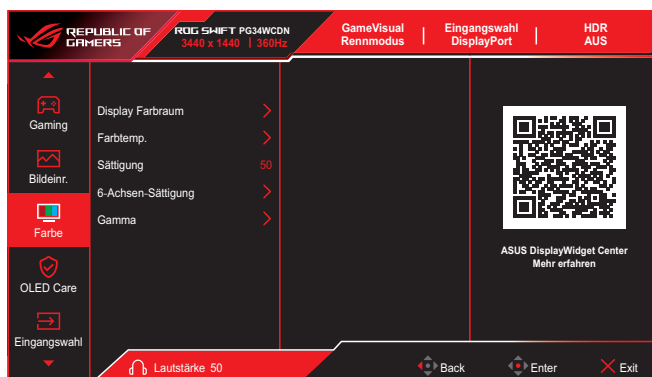 REPUBLIC OF
GAMERS
ROG SWIFT PG34WCDN
3440 x 1440 | 360Hz
GameVisual
Rennmodus
Eingangswahl
DisplayPort
HDR
AUS
Gaming
Bildeinr.
Farbe
OLED Care
Eingangswahl
Display Farbraum
Farbtemp.
Sättigung 50
6-Achsen-Sättigung
Gamma
ASUS DisplayWidget Center
Mehr erfahren
Lautstärke 50
Back
Enter
Exit